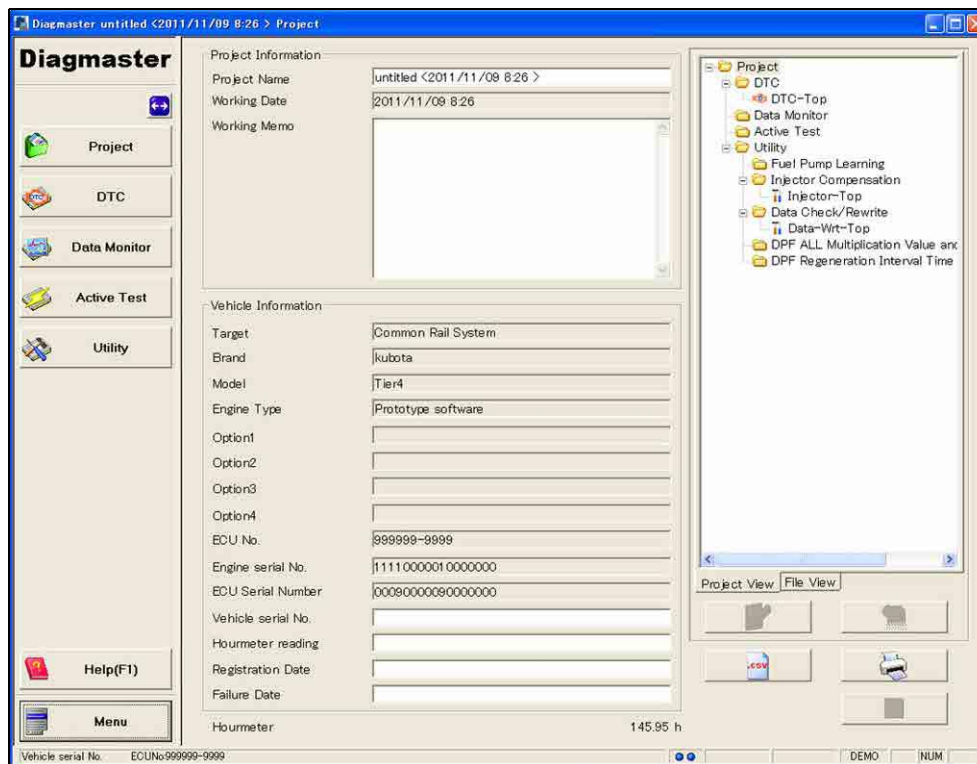 Diagmaster untitled <2011/11/09 8:26 > Project
Diagmaster
Project
DTC
Data Monitor
Active Test
Utility
Help(F1)
Menu
Project Information
Project Name untitled <2011/11/09 8:26 >
Working Date 2011/11/09 8:26
Working Memo
Vehicle Information
Target Common Rail System
Brand kubota
Model Tier4
Engine Type Prototype software
Option1
Option2
Option3
Option4
ECU No. 999999-9999
Engine serial No. 11110000010000000
ECU Serial Number 00090000090000000
Vehicle serial No.
Hourmeter reading
Registration Date
Failure Date
Hourmeter 145.95 h
Project
DTC
DTC-Top
Data Monitor
Active Test
Utility
Fuel Pump Learning
Injector Compensation
Injector-Top
Data Check/Rewrite
Data-Wrt-Top
DPF ALL Multiplication Value and
DPF Regeneration Interval Time
Project View File View
.csv
Vehicle serial No. ECUNo999999-9999 DEMO NUM